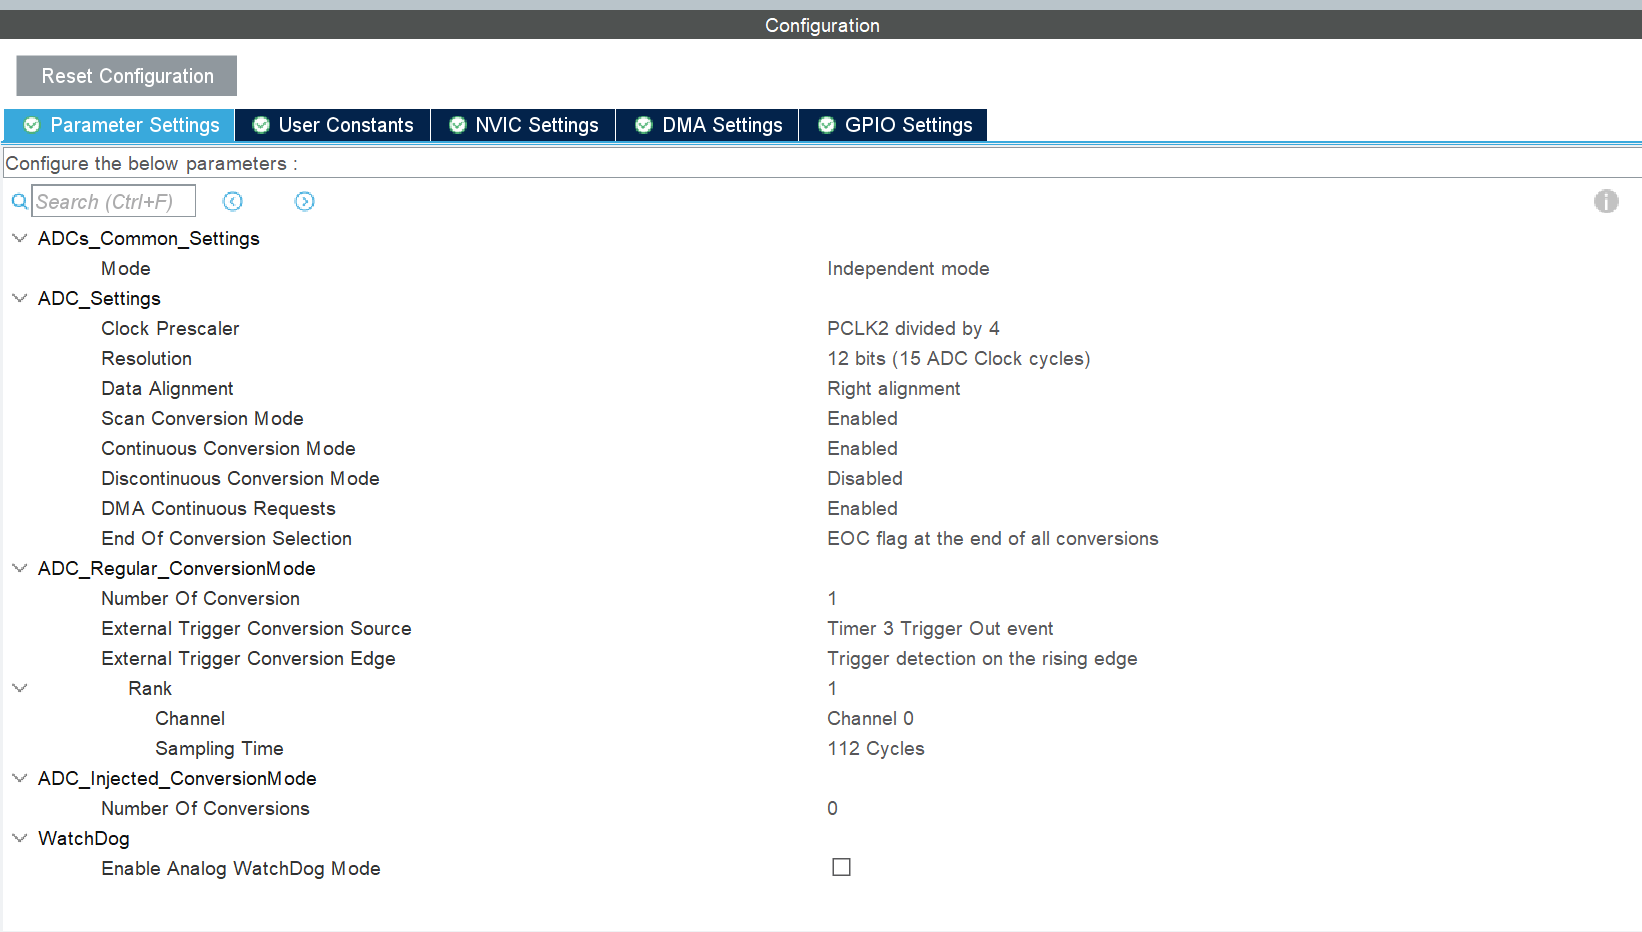 Configuration
Reset Configuration
Parameter Settings User Constants NVIC Settings DMA Settings GPIO Settings
Configure the below parameters :
Search (Ctrl+F)
ADCs_Common_Settings
Mode Independent mode
ADC_Settings
Clock Prescaler PCLK2 divided by 4
Resolution 12 bits (15 ADC Clock cycles)
Data Alignment Right alignment
Scan Conversion Mode Enabled
Continuous Conversion Mode Enabled
Discontinuous Conversion Mode Disabled
DMA Continuous Requests Enabled
End Of Conversion Selection EOC flag at the end of all conversions
ADC_Regular_ConversionMode
Number Of Conversion 1
External Trigger Conversion Source Timer 3 Trigger Out event
External Trigger Conversion Edge Trigger detection on the rising edge
Rank 1
Channel Channel 0
Sampling Time 112 Cycles
ADC_Injected_ConversionMode
Number Of Conversions 0
WatchDog
Enable Analog WatchDog Mode